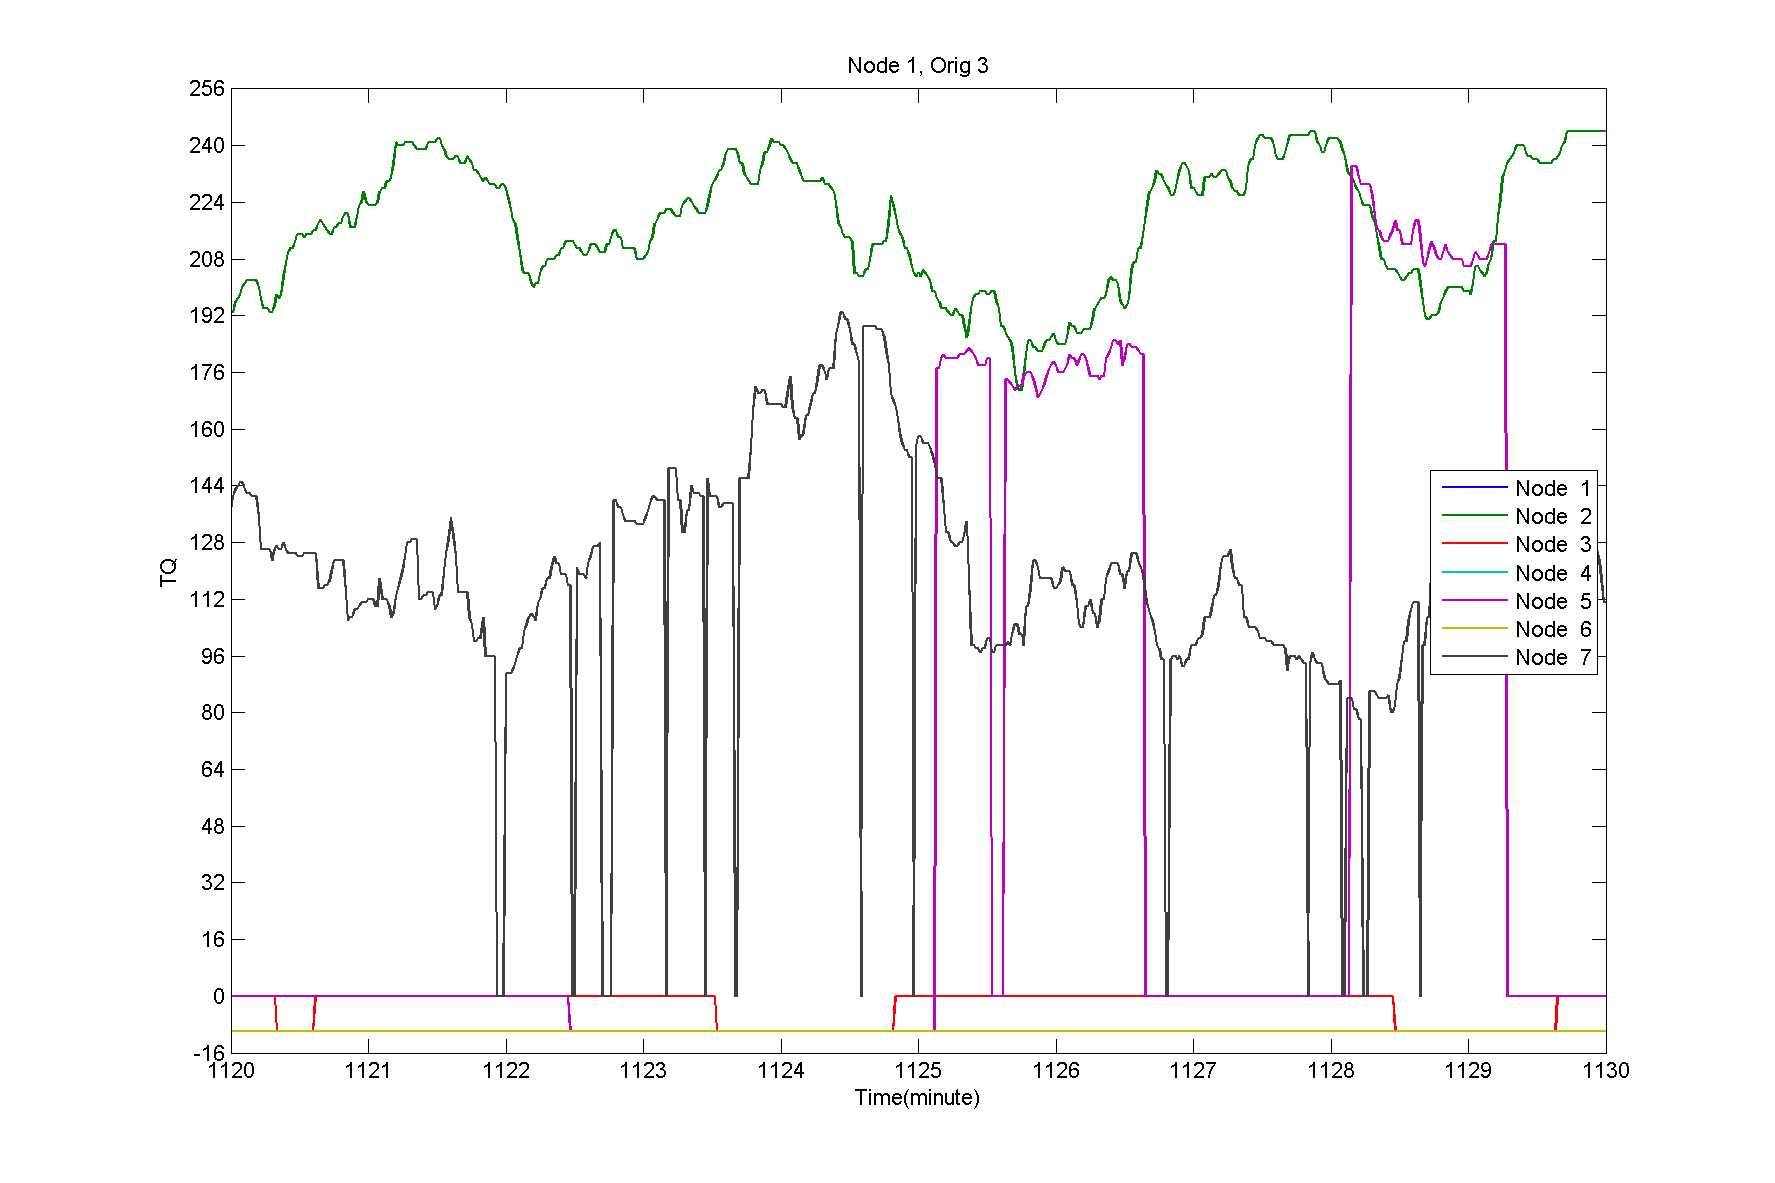 Node 1, Orig 3
256
240
224
208
192
176
160
144
128
112
96
80
64
48
32
16
0
-16
TQ
Node 1
Node 2
Node 3
Node 4
Node 5
Node 6
Node 7
1120 1121 1122 1123 1124 1125 1126 1127 1128 1129 1130
Time(minute)